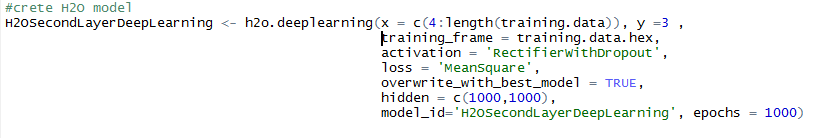 #crete H2O model
H2OSecondLayerDeepLearning <- h2o.deeplearning(x = c(4:length(training.data)), y =3 ,
training_frame = training.data.hex,
activation = 'RectifierWithDropout',
loss = 'MeanSquare',
overwrite_with_best_model = TRUE,
hidden = c(1000,1000),
model_id='H2OSecondLayerDeepLearning', epochs = 1000)